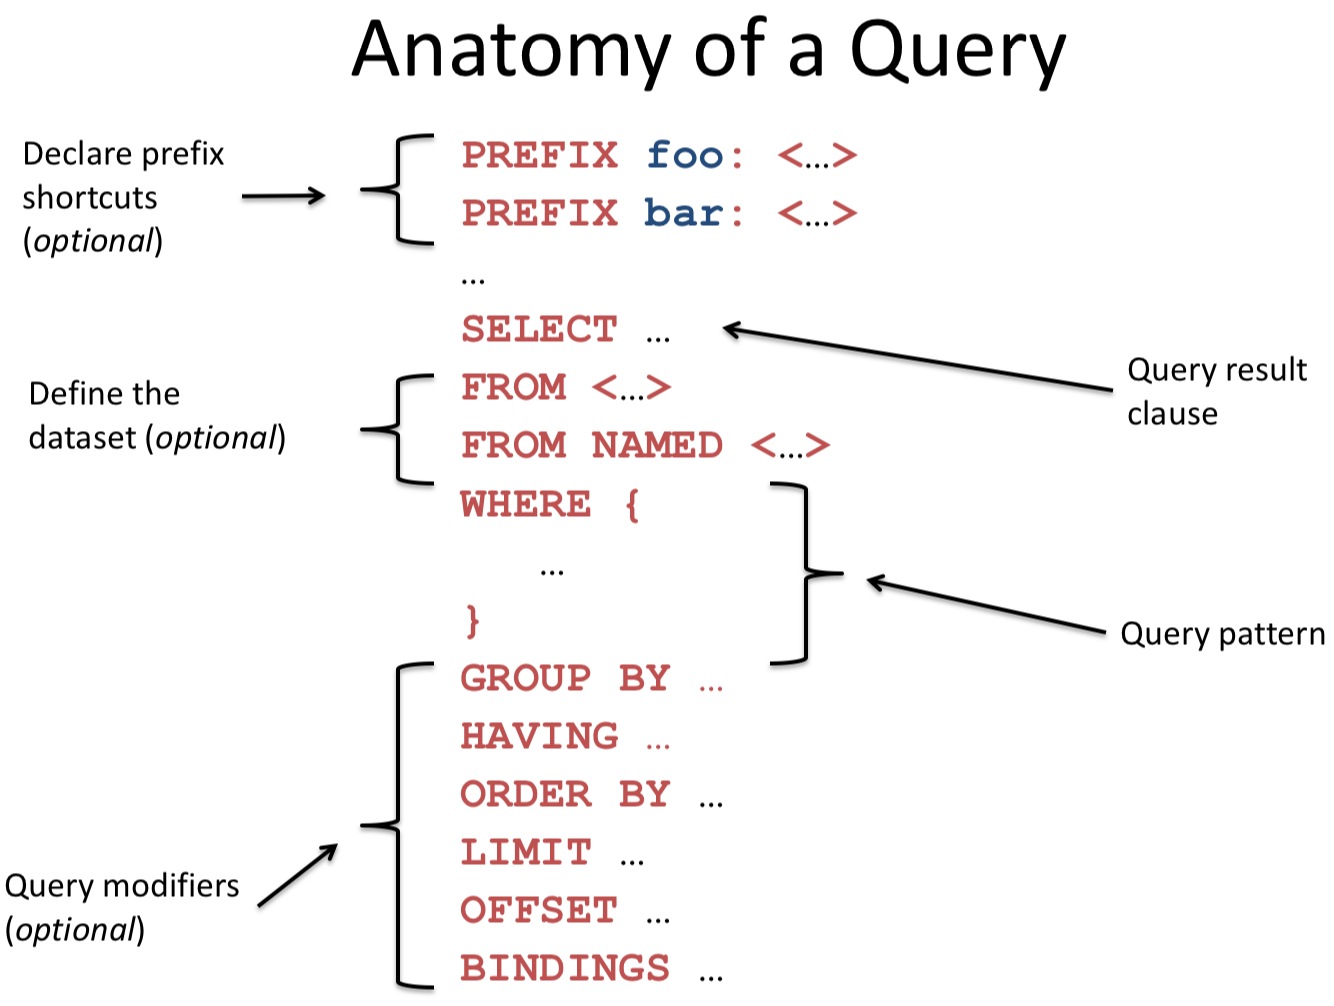 Anatomy of a Query
Declare prefix
shortcuts
(optional)
PREFIX foo: <…>
PREFIX bar: <…>
…
SELECT …
Query result
clause
Define the
dataset (optional)
FROM <…>
FROM NAMED <…>
WHERE {
…
}
Query pattern
GROUP BY …
HAVING …
ORDER BY …
LIMIT …
OFFSET …
BINDINGS …
Query modifiers
(optional)